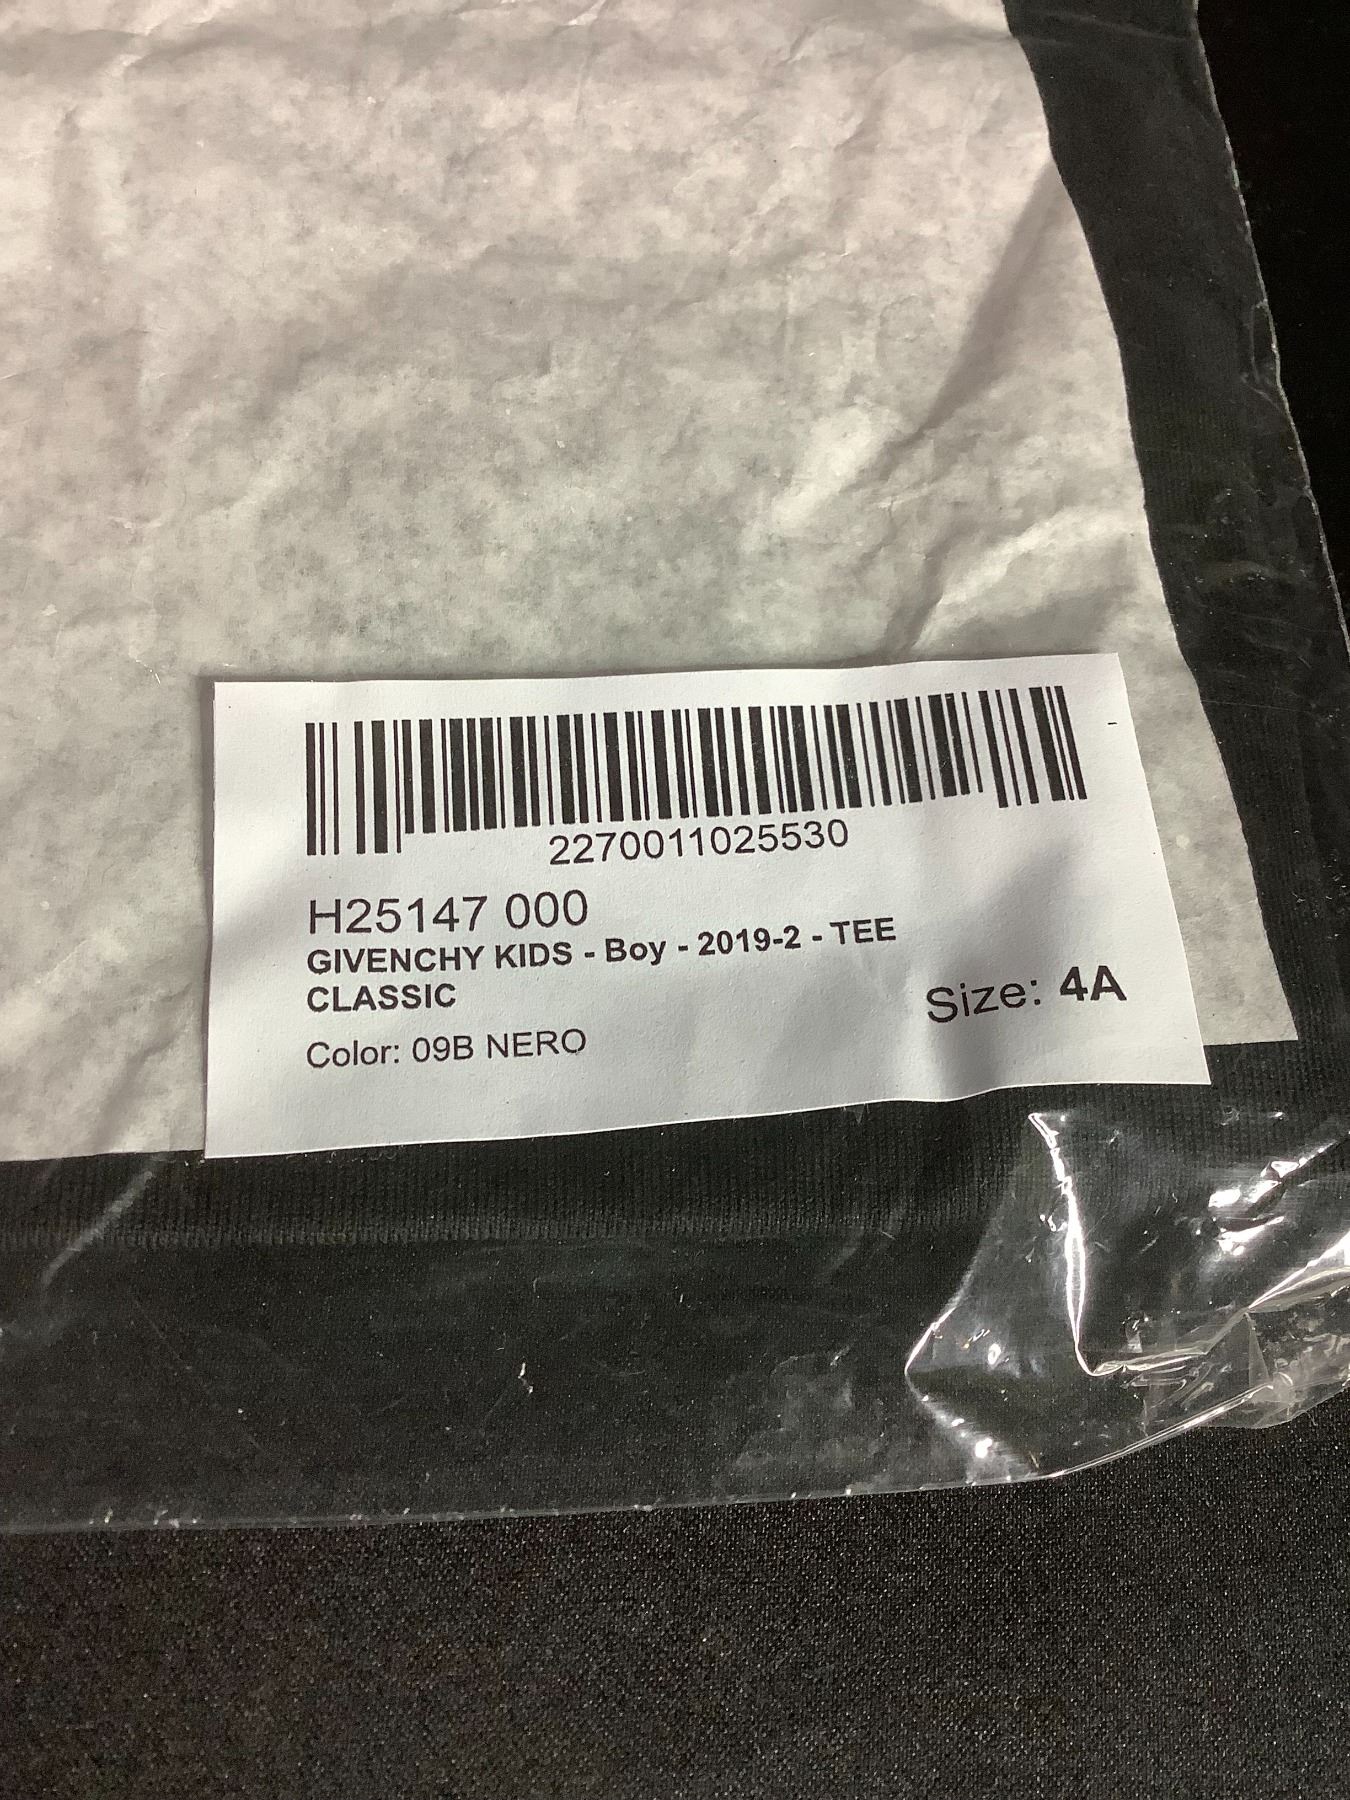 2270011025530
H25147 000
GIVENCHY KIDS - Boy - 2019-2 - TEE
CLASSIC
Size: 4A
Color: 09B NERO